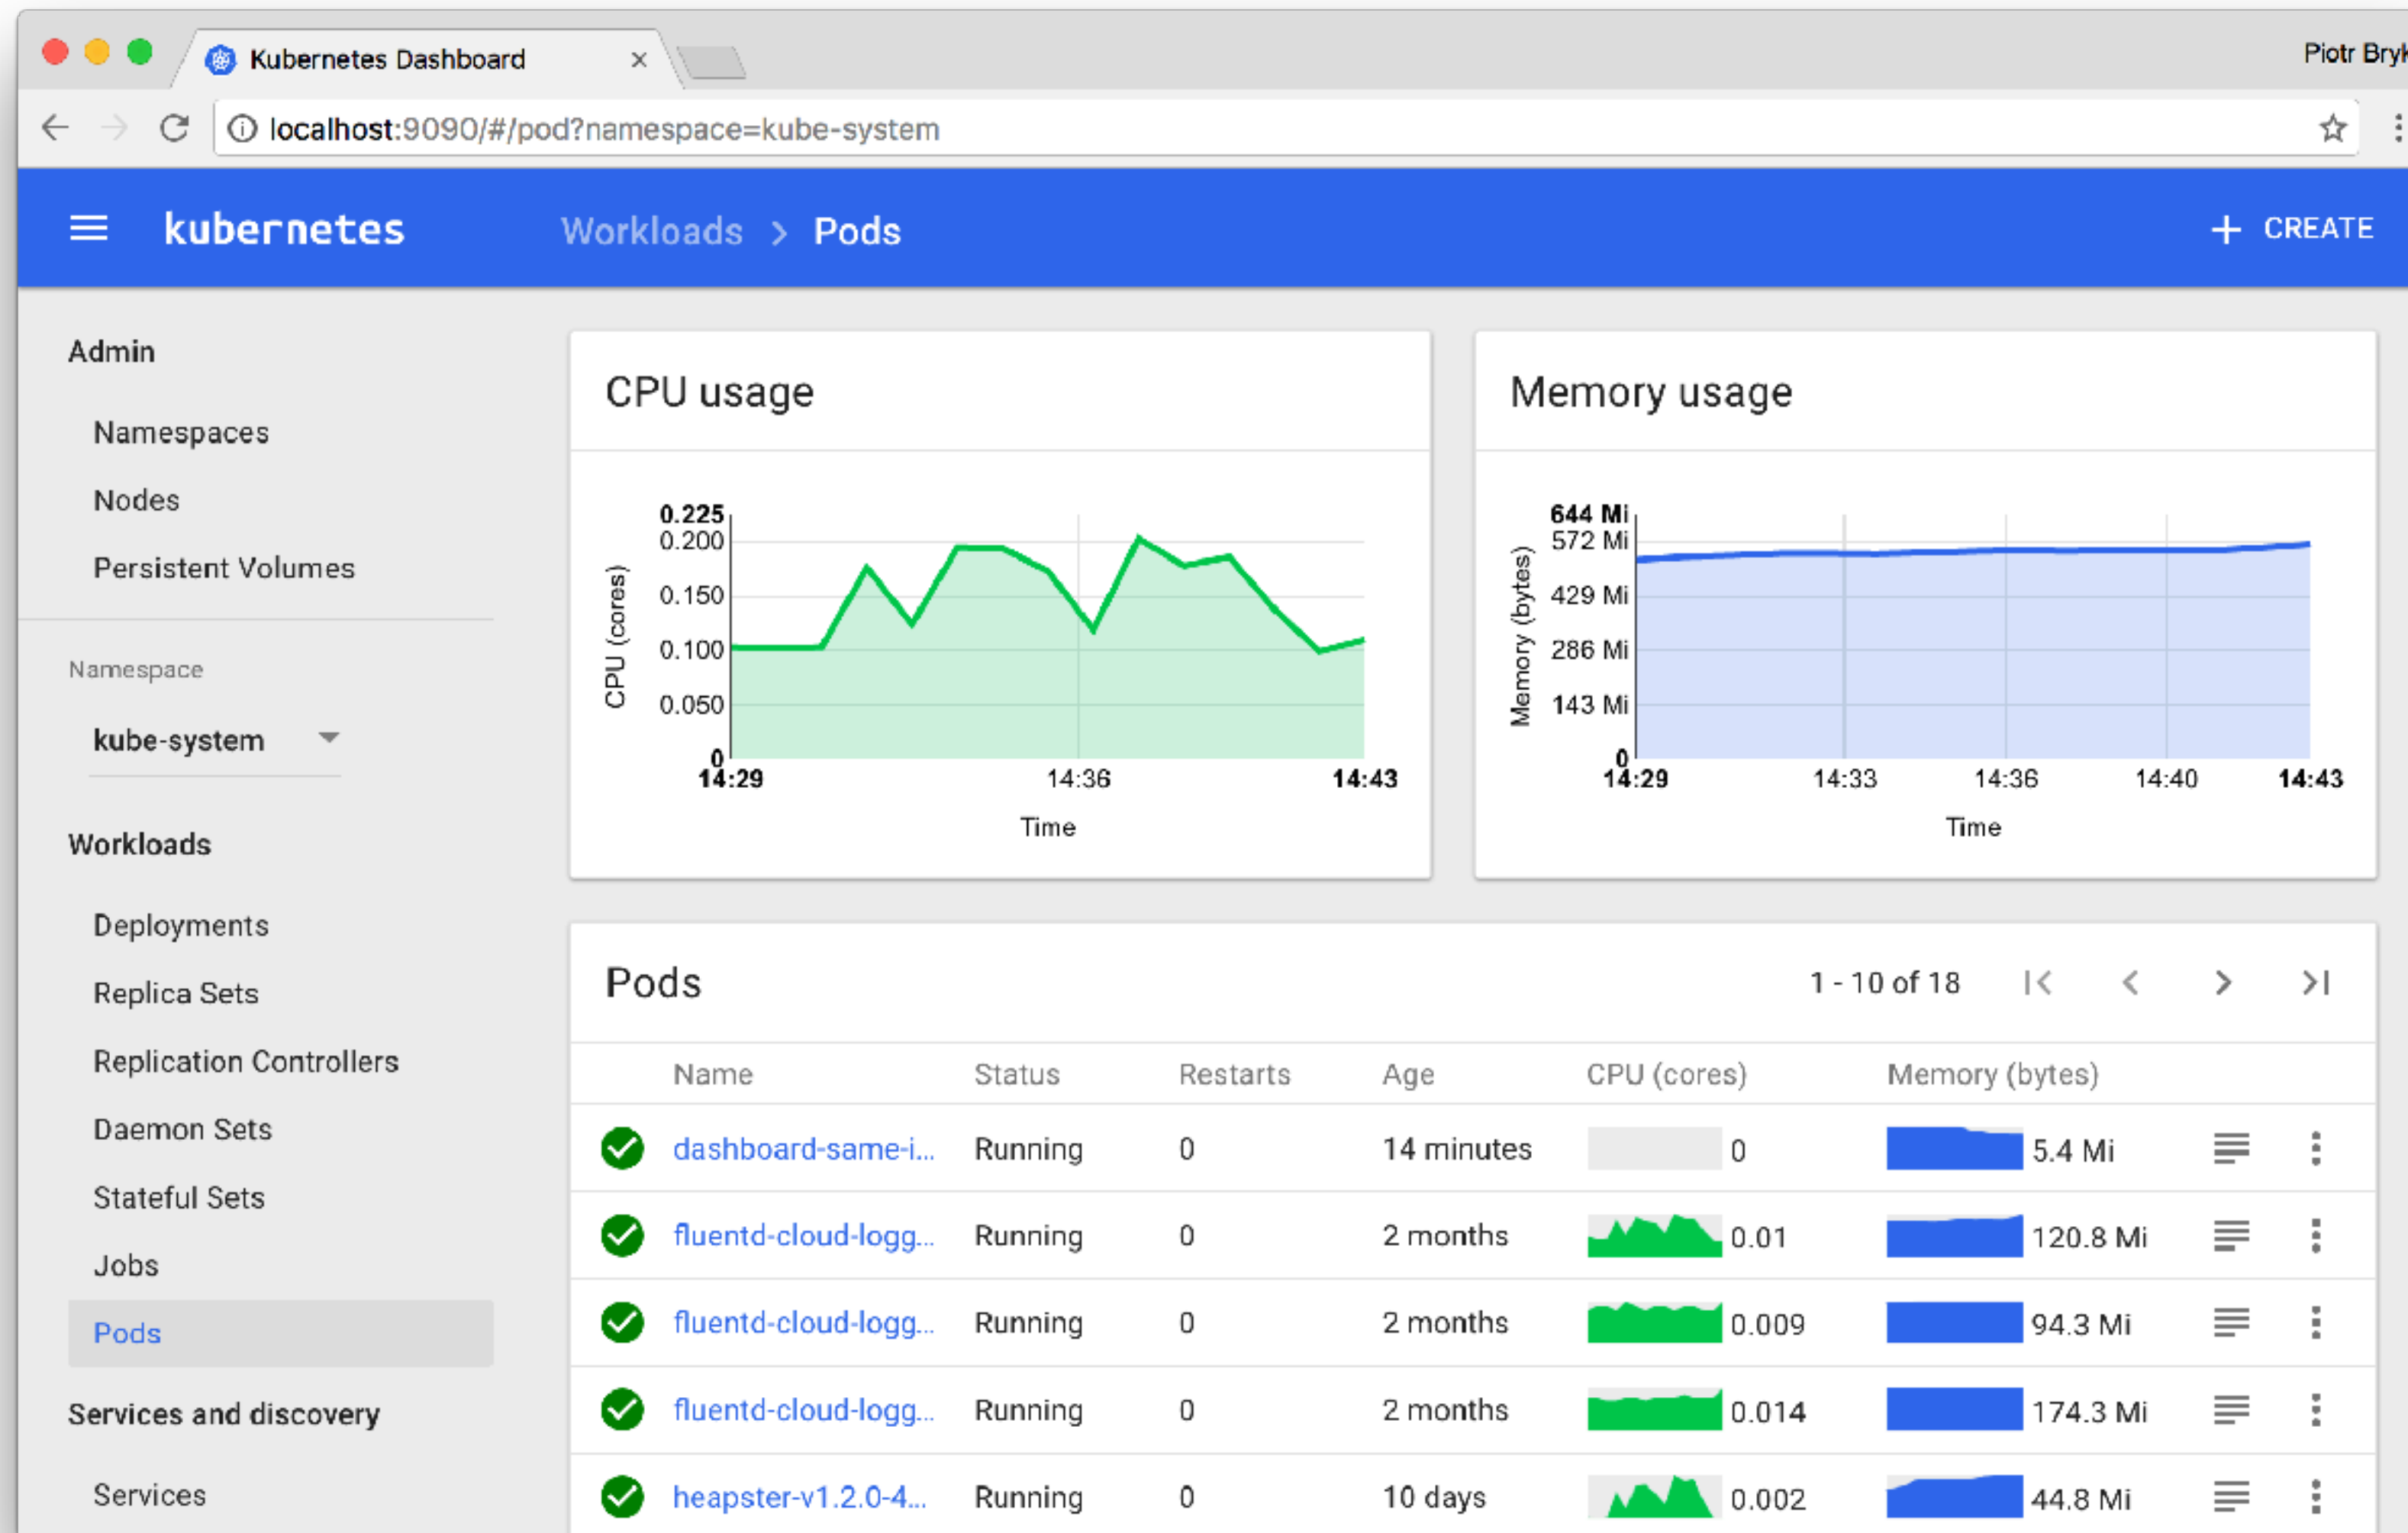 Kubernetes Dashboard
Piotr Bryk
localhost:9090/#/pod?namespace=kube-system
kubernetes
Workloads > Pods
+ CREATE
Admin
Namespaces
Nodes
Persistent Volumes
Namespace
kube-system
Workloads
Deployments
Replica Sets
Replication Controllers
Daemon Sets
Stateful Sets
Jobs
Pods
Services and discovery
Services
CPU usage
CPU (cores)
0.225
0.200
0.150
0.100
0.050
0
14:29 14:36 14:43
Time
Memory usage
Memory (bytes)
644 Mi
572 Mi
429 Mi
286 Mi
143 Mi
0
14:29 14:33 14:36 14:40 14:43
Time
Pods
1 - 10 of 18
Name Status Restarts Age CPU (cores) Memory (bytes)
dashboard-same-i... Running 0 14 minutes 0 5.4 Mi
fluentd-cloud-logg... Running 0 2 months 0.01 120.8 Mi
fluentd-cloud-logg... Running 0 2 months 0.009 94.3 Mi
fluentd-cloud-logg... Running 0 2 months 0.014 174.3 Mi
heapster-v1.2.0-4... Running 0 10 days 0.002 44.8 Mi